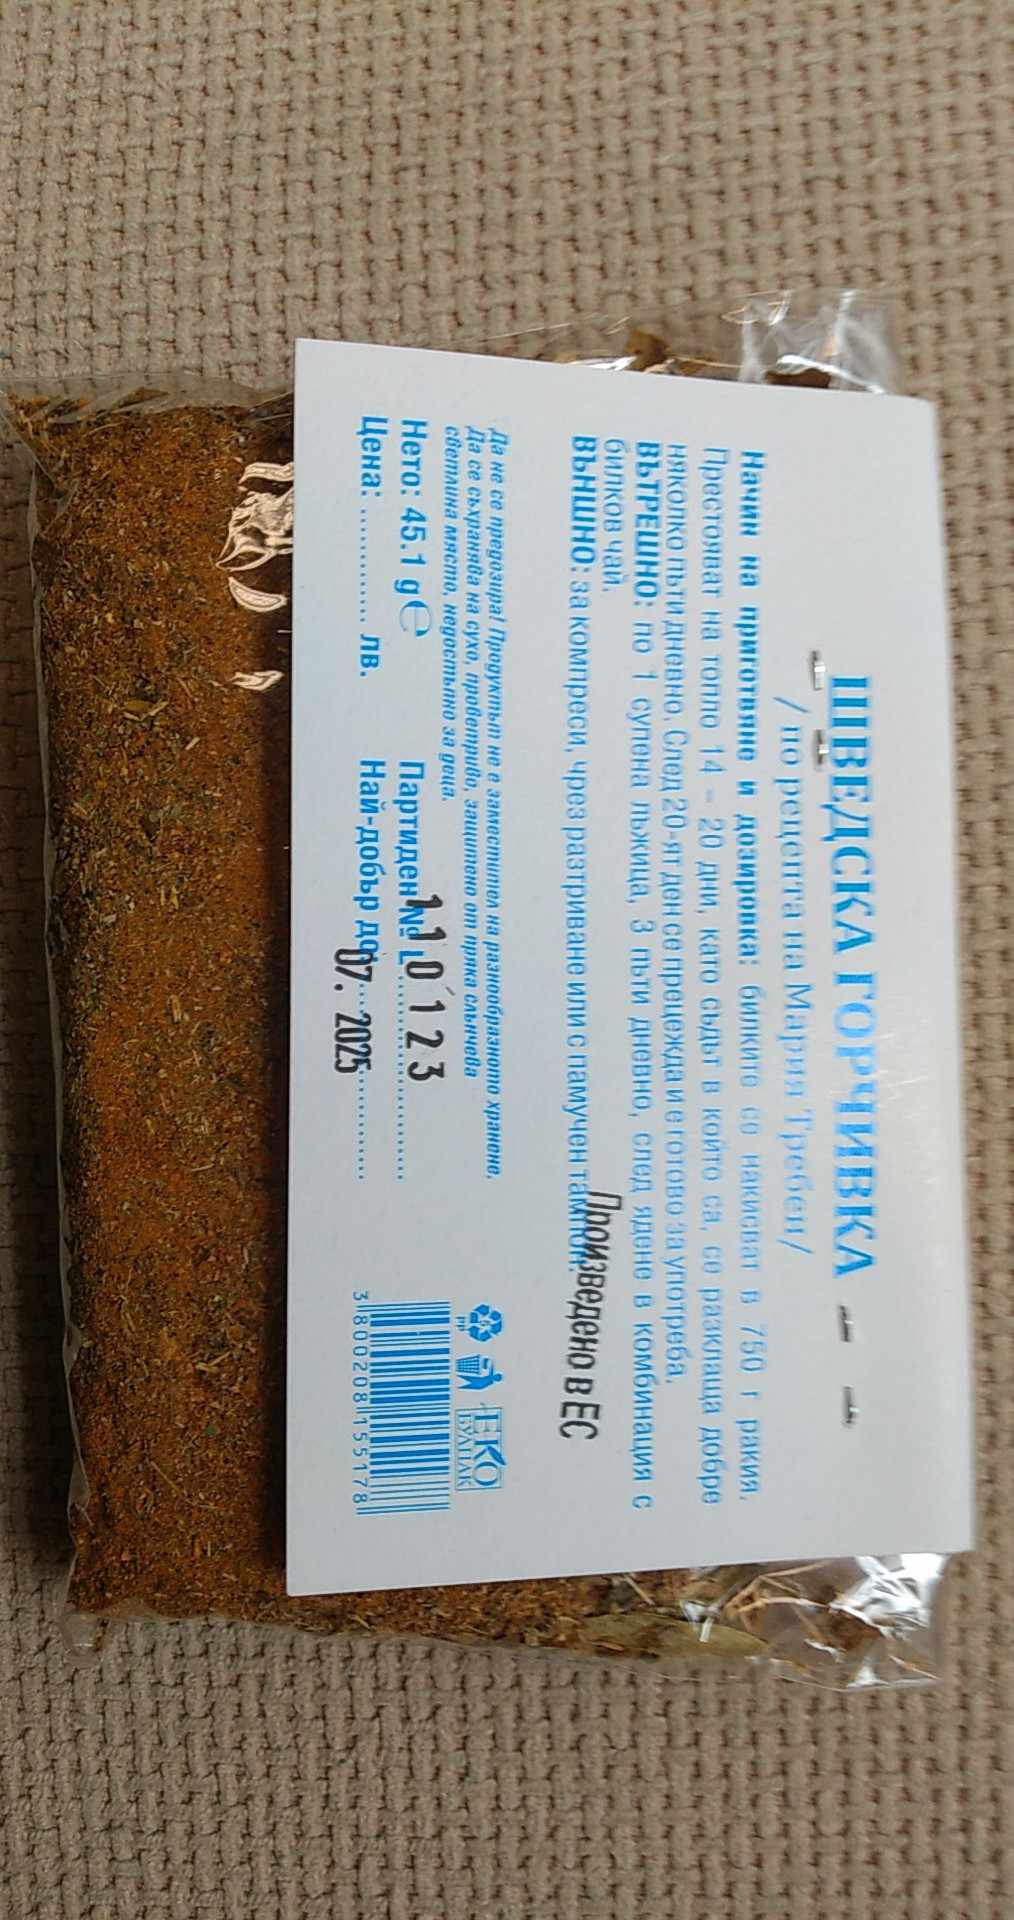 ШВЕДСКА ГОРЧИВКА
/ по рецепта на Мария Требен /
Начин на приготвяне и дозировка: билките се накисват в 750 г ракия.
Престояват на топло 14 - 20 дни, като съдът в който са, се разклаща добре
няколко пъти дневно. След 20-ят ден се прецежда и е готово за употреба.
ВЪТРЕШНО: по 1 супена лъжица, 3 пъти дневно, след ядене в комбинация с
билков чай.
ВЪНШНО: за компреси, чрез разтриване или с памучен тампон.
Произведено в ЕС
Да не се предозира! Продуктът не е заместител на разнообразното хранене.
Да се съхранява на сухо, проветриво, защитено от пряка слънчева
светлина място, недостъпно за деца.
Нето: 45.1 g ℮ Партиден № L.....................
110123
Цена: ............ лв. Най-добър до.....................
07. 2025
PP
ЕКО
БУЛПАК
3 800208 155178